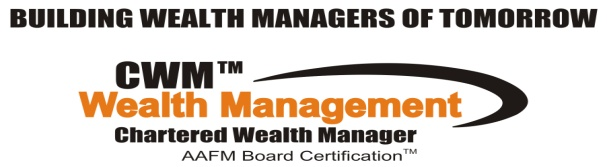 BUILDING WEALTH MANAGERS OF TOMORROW
CWM™
Wealth Management
Chartered Wealth Manager
AAFM Board Certification™